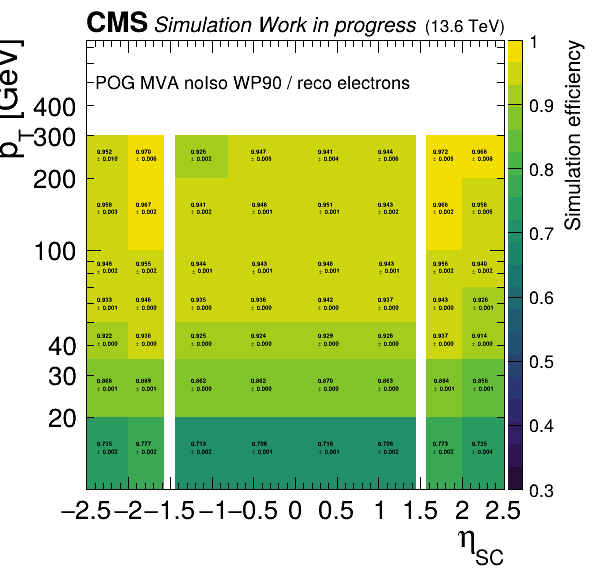 CMS Simulation Work in progress (13.6 TeV)
POG MVA noIso WP90 / reco electrons
p_T [GeV]
400
300
200
100
40
30
20
0.952 0.970 0.926 0.947 0.941 0.944 0.972 0.966
± 0.010 ± 0.006 ± 0.002 ± 0.005 ± 0.004 ± 0.006 ± 0.005 ± 0.008
0.958 0.967 0.941 0.946 0.951 0.943 0.966 0.956
± 0.003 ± 0.002 ± 0.002 ± 0.001 ± 0.001 ± 0.002 ± 0.002 ± 0.005
0.948 0.955 0.944 0.943 0.946 0.943 0.956 0.940
± 0.002 ± 0.002 ± 0.001 ± 0.001 ± 0.001 ± 0.001 ± 0.002 ± 0.002
0.933 0.946 0.935 0.936 0.942 0.937 0.943 0.926
± 0.001 ± 0.000 ± 0.000 ± 0.000 ± 0.000 ± 0.000 ± 0.000 ± 0.001
0.922 0.936 0.925 0.924 0.929 0.926 0.937 0.914
± 0.000 ± 0.000 ± 0.000 ± 0.000 ± 0.000 ± 0.000 ± 0.000 ± 0.000
0.868 0.889 0.862 0.862 0.870 0.863 0.884 0.856
± 0.001 ± 0.001 ± 0.000 ± 0.000 ± 0.000 ± 0.000 ± 0.001 ± 0.001
0.735 0.777 0.713 0.708 0.718 0.706 0.773 0.725
± 0.002 ± 0.002 ± 0.002 ± 0.001 ± 0.001 ± 0.002 ± 0.002 ± 0.004
−2.5 −2 −1.5 −1 −0.5 0 0.5 1 1.5 2 2.5
η_SC
1
0.9
0.8
0.7
0.6
0.5
0.4
0.3
Simulation efficiency